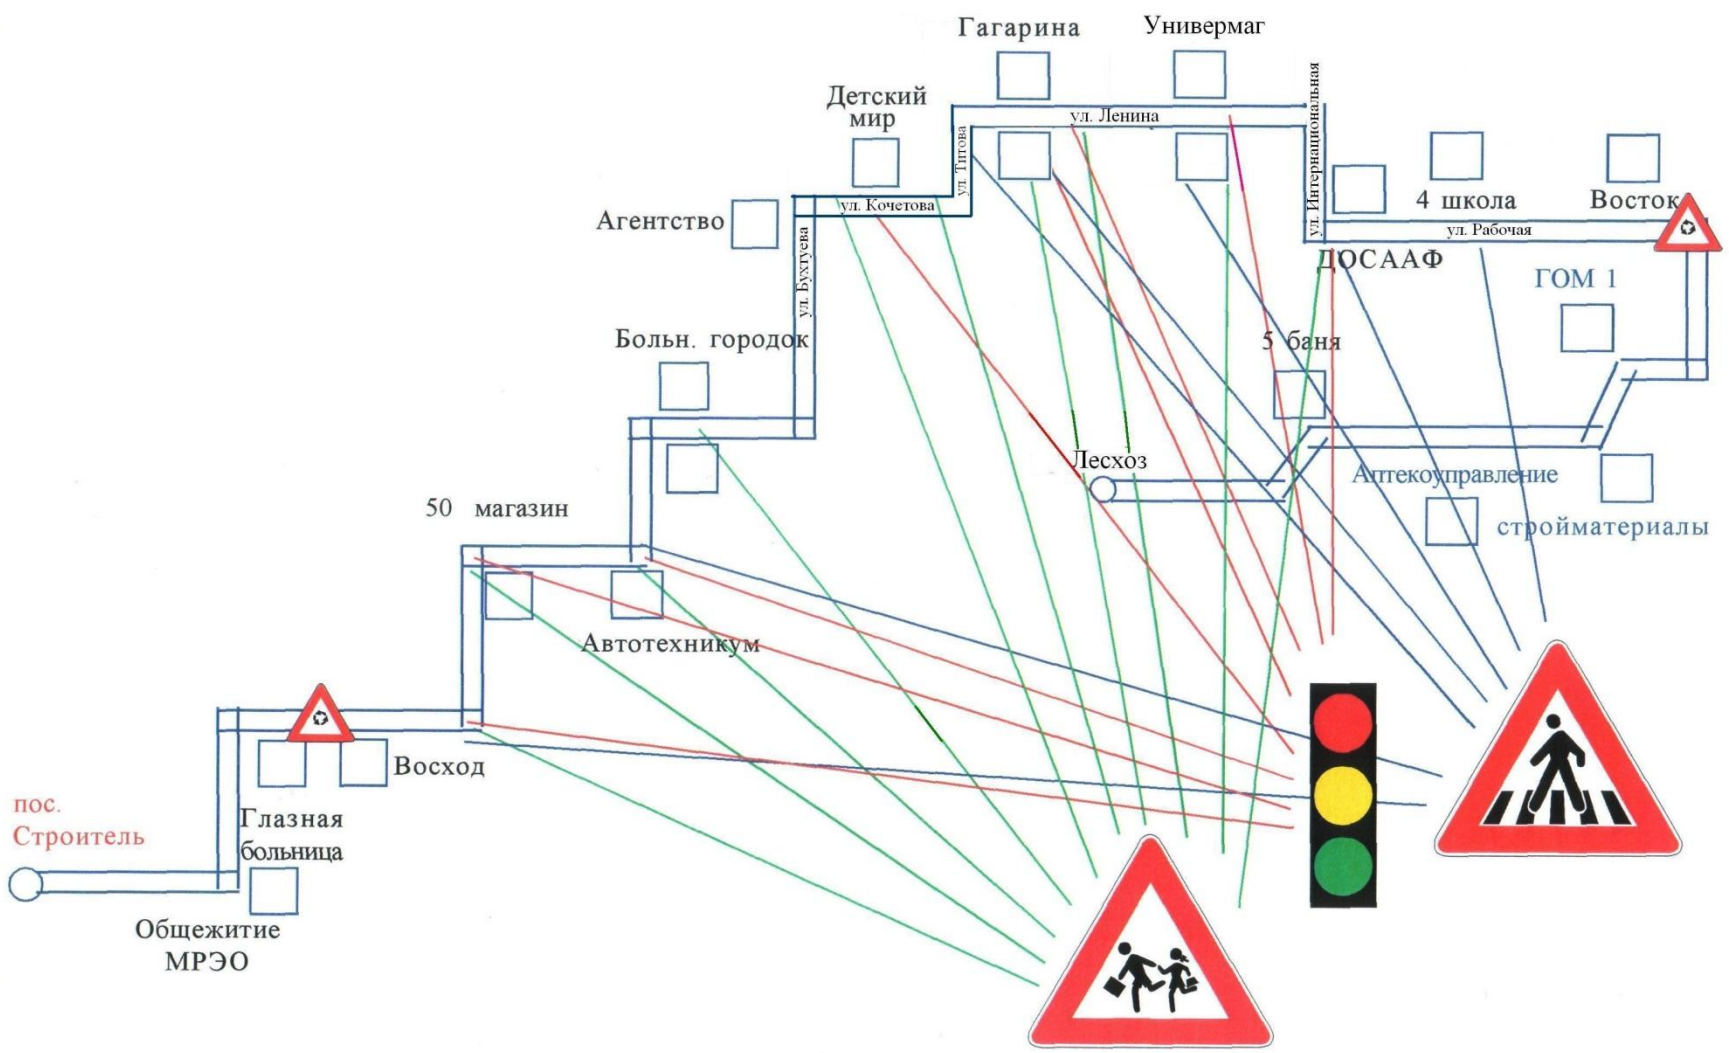 Гагарина
Универмаг
Детский
мир
ул. Ленина
ул. Титова
ул. Интернациональная
Агентство
ул. Кочетова
4 школа
Восток
ул. Рабочая
ул. Бухтуева
ДОСААФ
ГОМ 1
Больн. городок
5 баня
Лесхоз
Аптекоуправление
50 магазин
стройматериалы
Автотехникум
Восход
пос.
Строитель
Глазная
больница
Общежитие
МРЭО